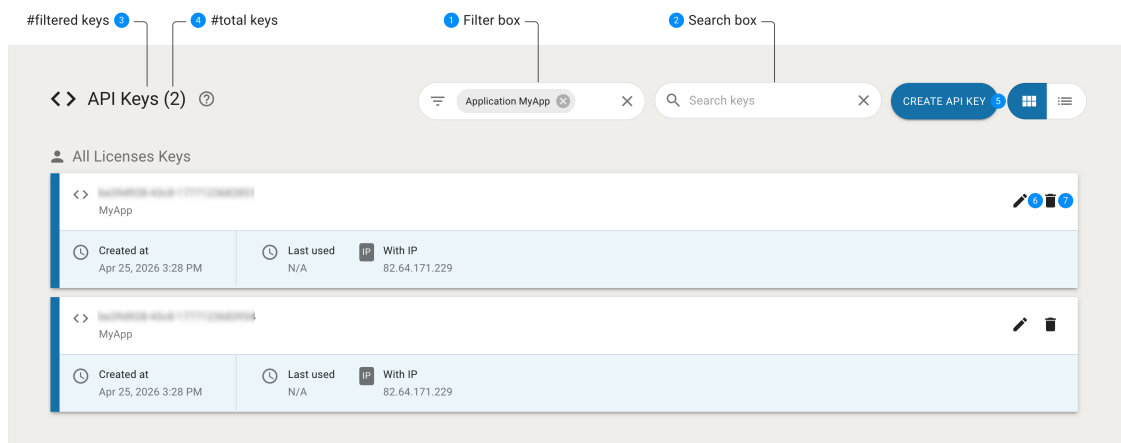 #filtered keys 3
4 #total keys
1 Filter box
2 Search box
API Keys (2) ?
Application MyApp
Search keys
CREATE API KEY 5
All Licenses Keys
MyApp
6 7
Created at
Apr 25, 2026 3:28 PM
Last used
N/A
IP
With IP
82.64.171.229
MyApp
Created at
Apr 25, 2026 3:28 PM
Last used
N/A
IP
With IP
82.64.171.229